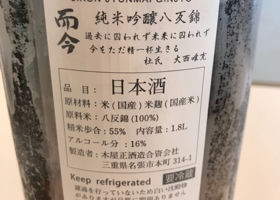 而今
純米吟醸八反錦
過去に囚われず未来に囚われず
今をただ精一杯生きる
杜氏 大西唯克
品目:日本酒
原材料:米(国産)米麹(国産米)
原料米:八反錦(100%)
精米歩合:55% 内容量:1.8L
アルコール分:16%
製造者:木屋正酒造合資会社
三重県名張市本町 314-1
Keep refrigerated 要冷蔵